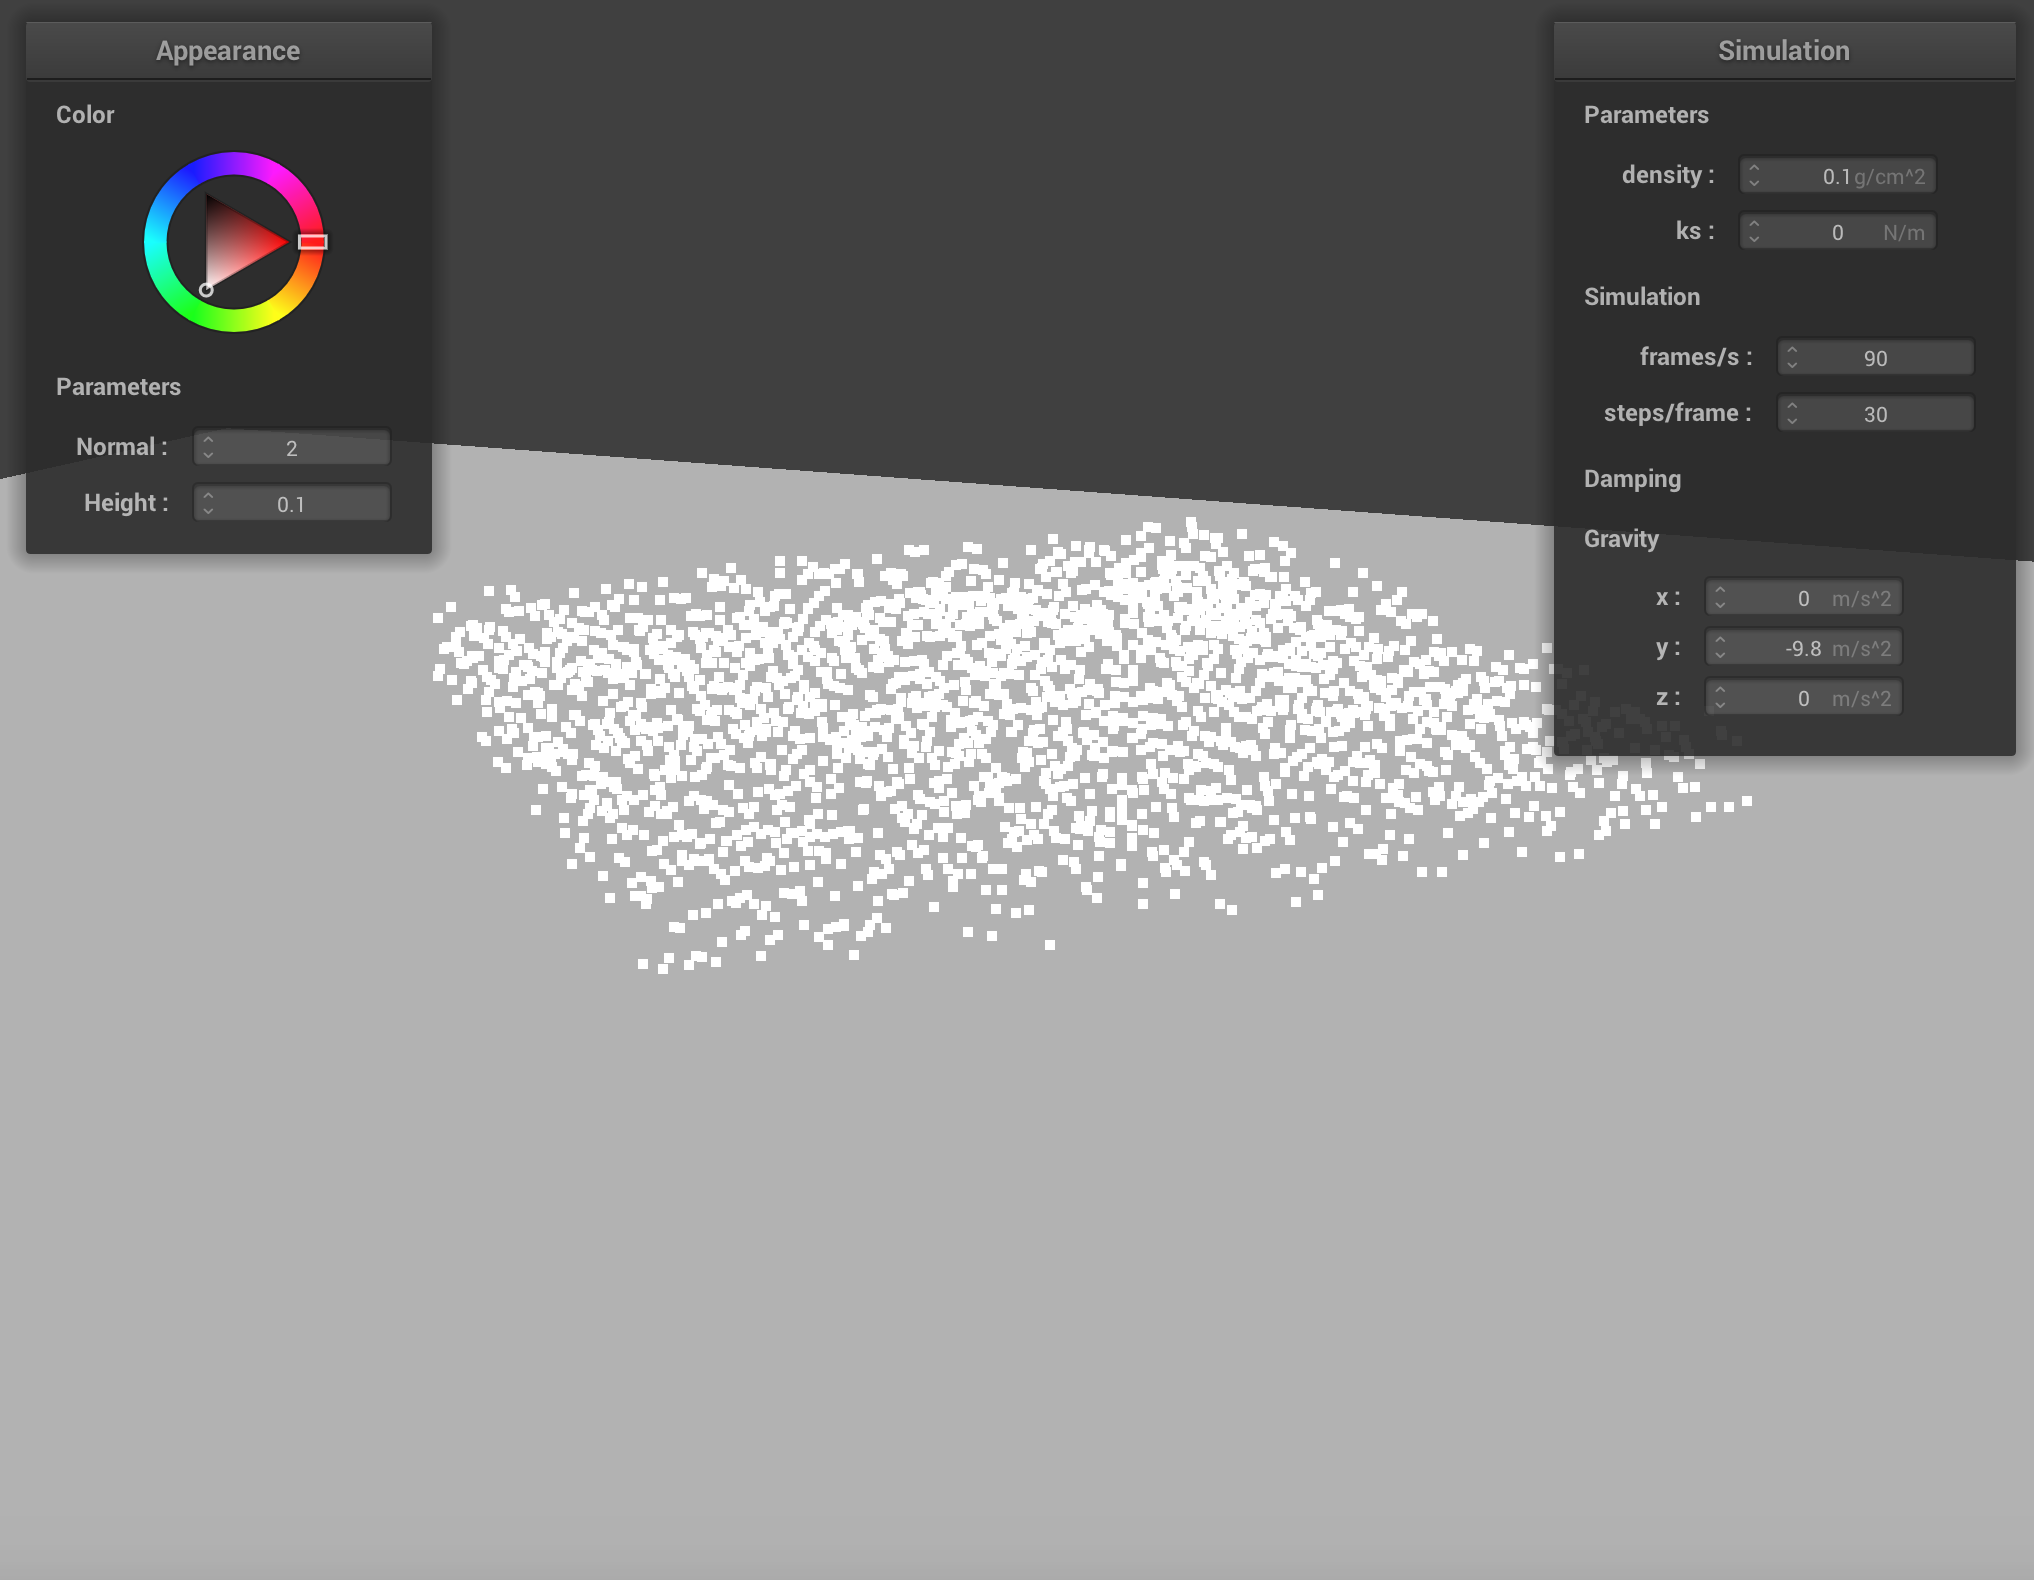 Appearance
Color
Parameters
Normal : 2
Height : 0.1
Simulation
Parameters
density : 0.1 g/cm^2
ks : 0 N/m
Simulation
frames/s : 90
steps/frame : 30
Damping
Gravity
x : 0 m/s^2
y : -9.8 m/s^2
z : 0 m/s^2